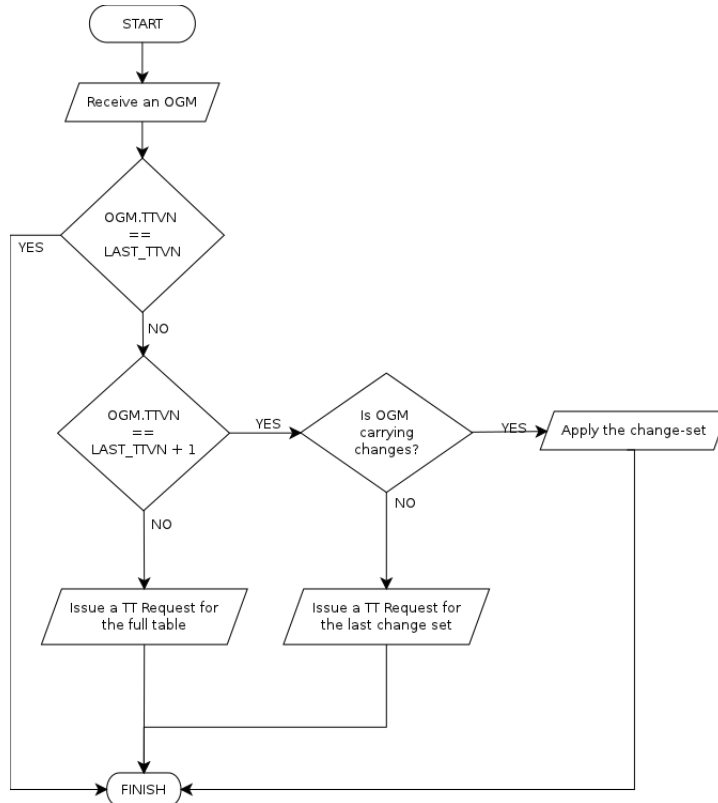 START
Receive an OGM
OGM.TTVN
==
LAST_TTVN
YES
NO
OGM.TTVN
==
LAST_TTVN + 1
YES
Is OGM
carrying
changes?
YES
Apply the change-set
NO
NO
Issue a TT Request for
the full table
Issue a TT Request for
the last change set
FINISH